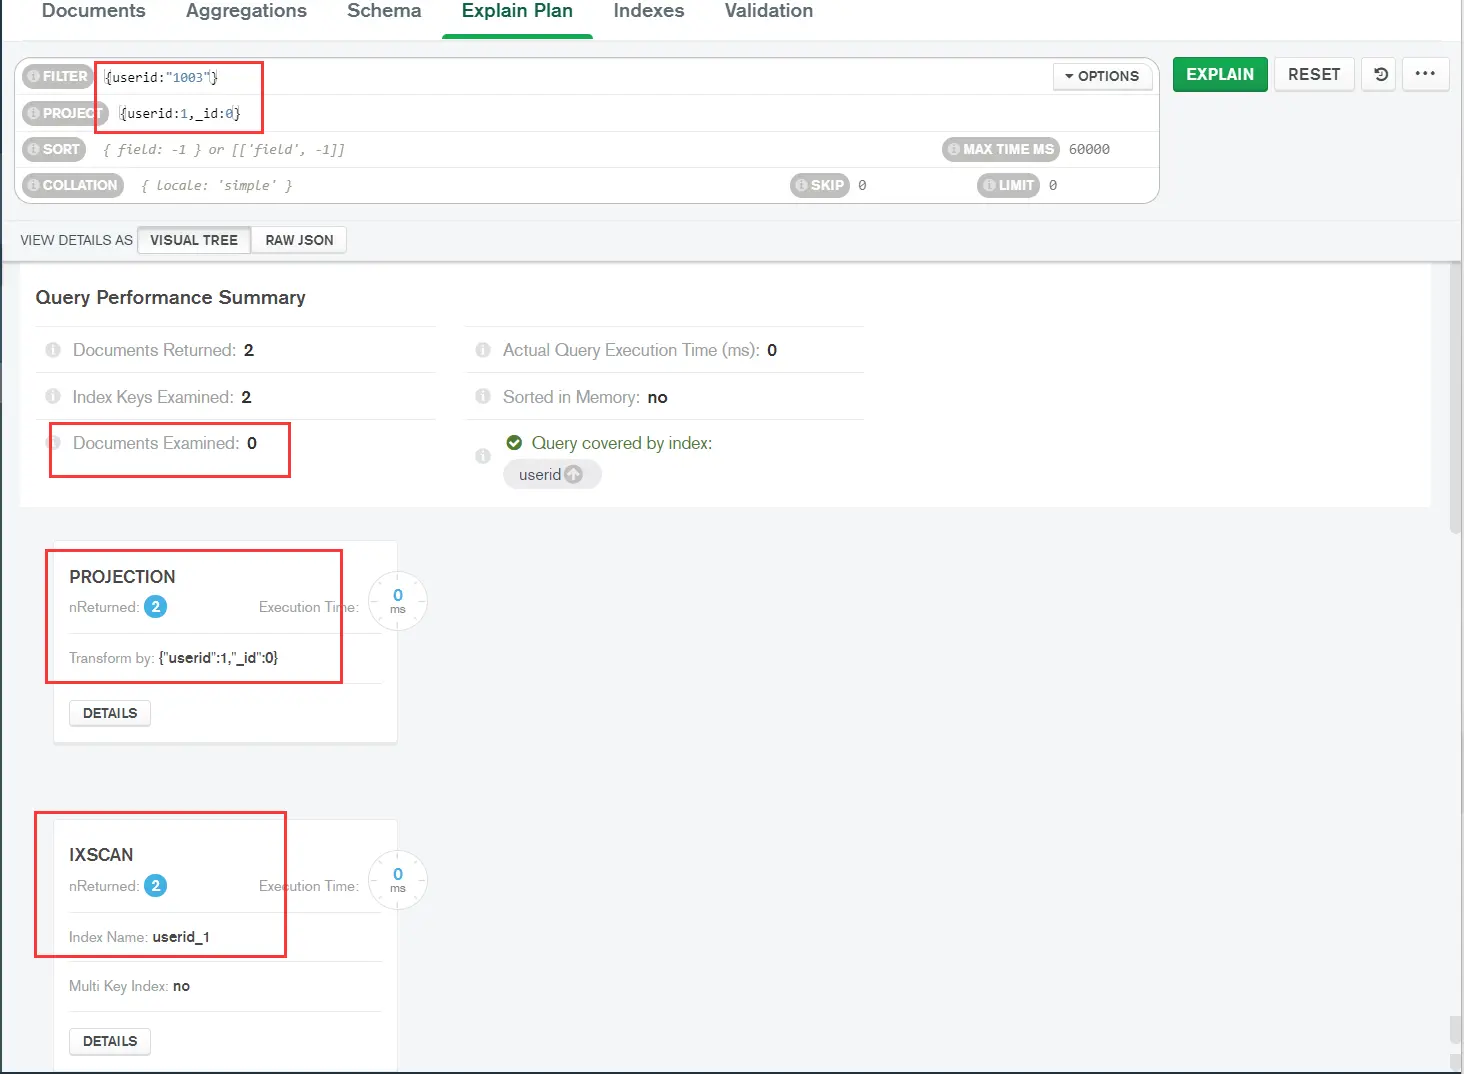 Documents Aggregations Schema Explain Plan Indexes Validation
FILTER {userid:"1003"} OPTIONS EXPLAIN RESET ...
PROJECT {userid:1,_id:0}
SORT { field: -1 } or [['field', -1]] MAX TIME MS 60000
COLLATION { locale: 'simple' } SKIP 0 LIMIT 0
VIEW DETAILS AS VISUAL TREE RAW JSON
Query Performance Summary
Documents Returned: 2 Actual Query Execution Time (ms): 0
Index Keys Examined: 2 Sorted in Memory: no
Documents Examined: 0 Query covered by index:
userid
PROJECTION
nReturned: 2 Execution Time: 0 ms
Transform by: {"userid":1,"_id":0}
DETAILS
IXSCAN
nReturned: 2 Execution Time: 0 ms
Index Name: userid_1
Multi Key Index: no
DETAILS